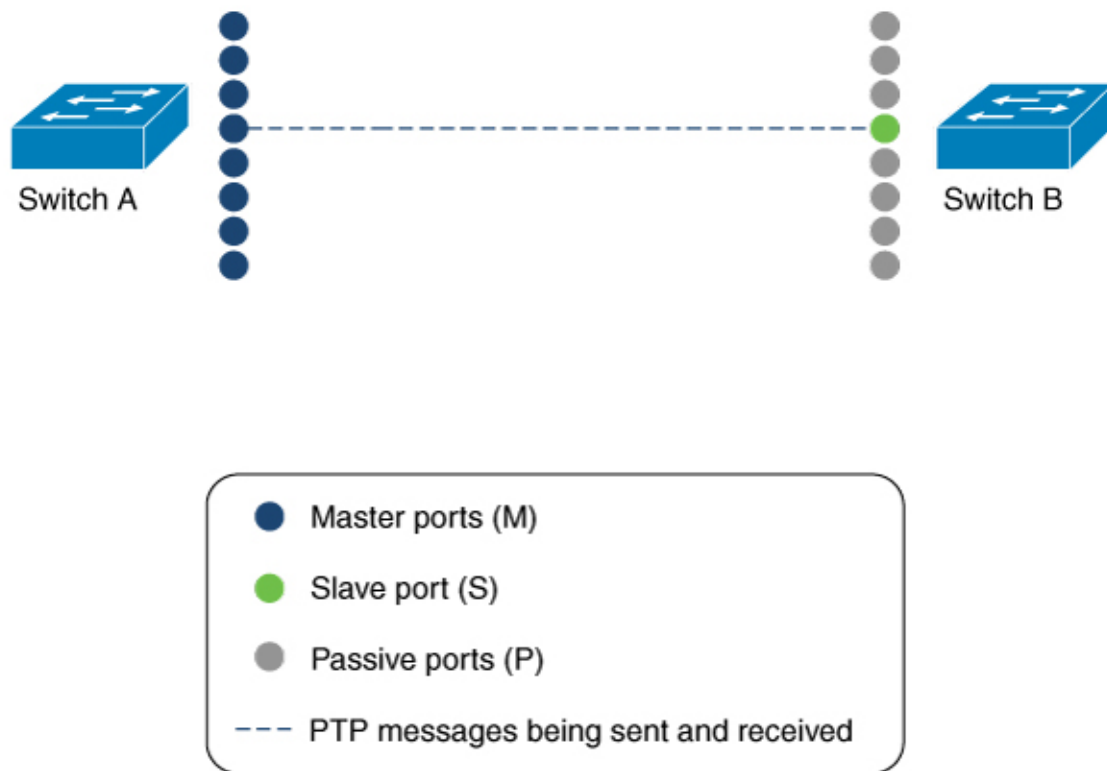 Switch A
Switch B
Master ports (M)
Slave port (S)
Passive ports (P)
PTP messages being sent and received